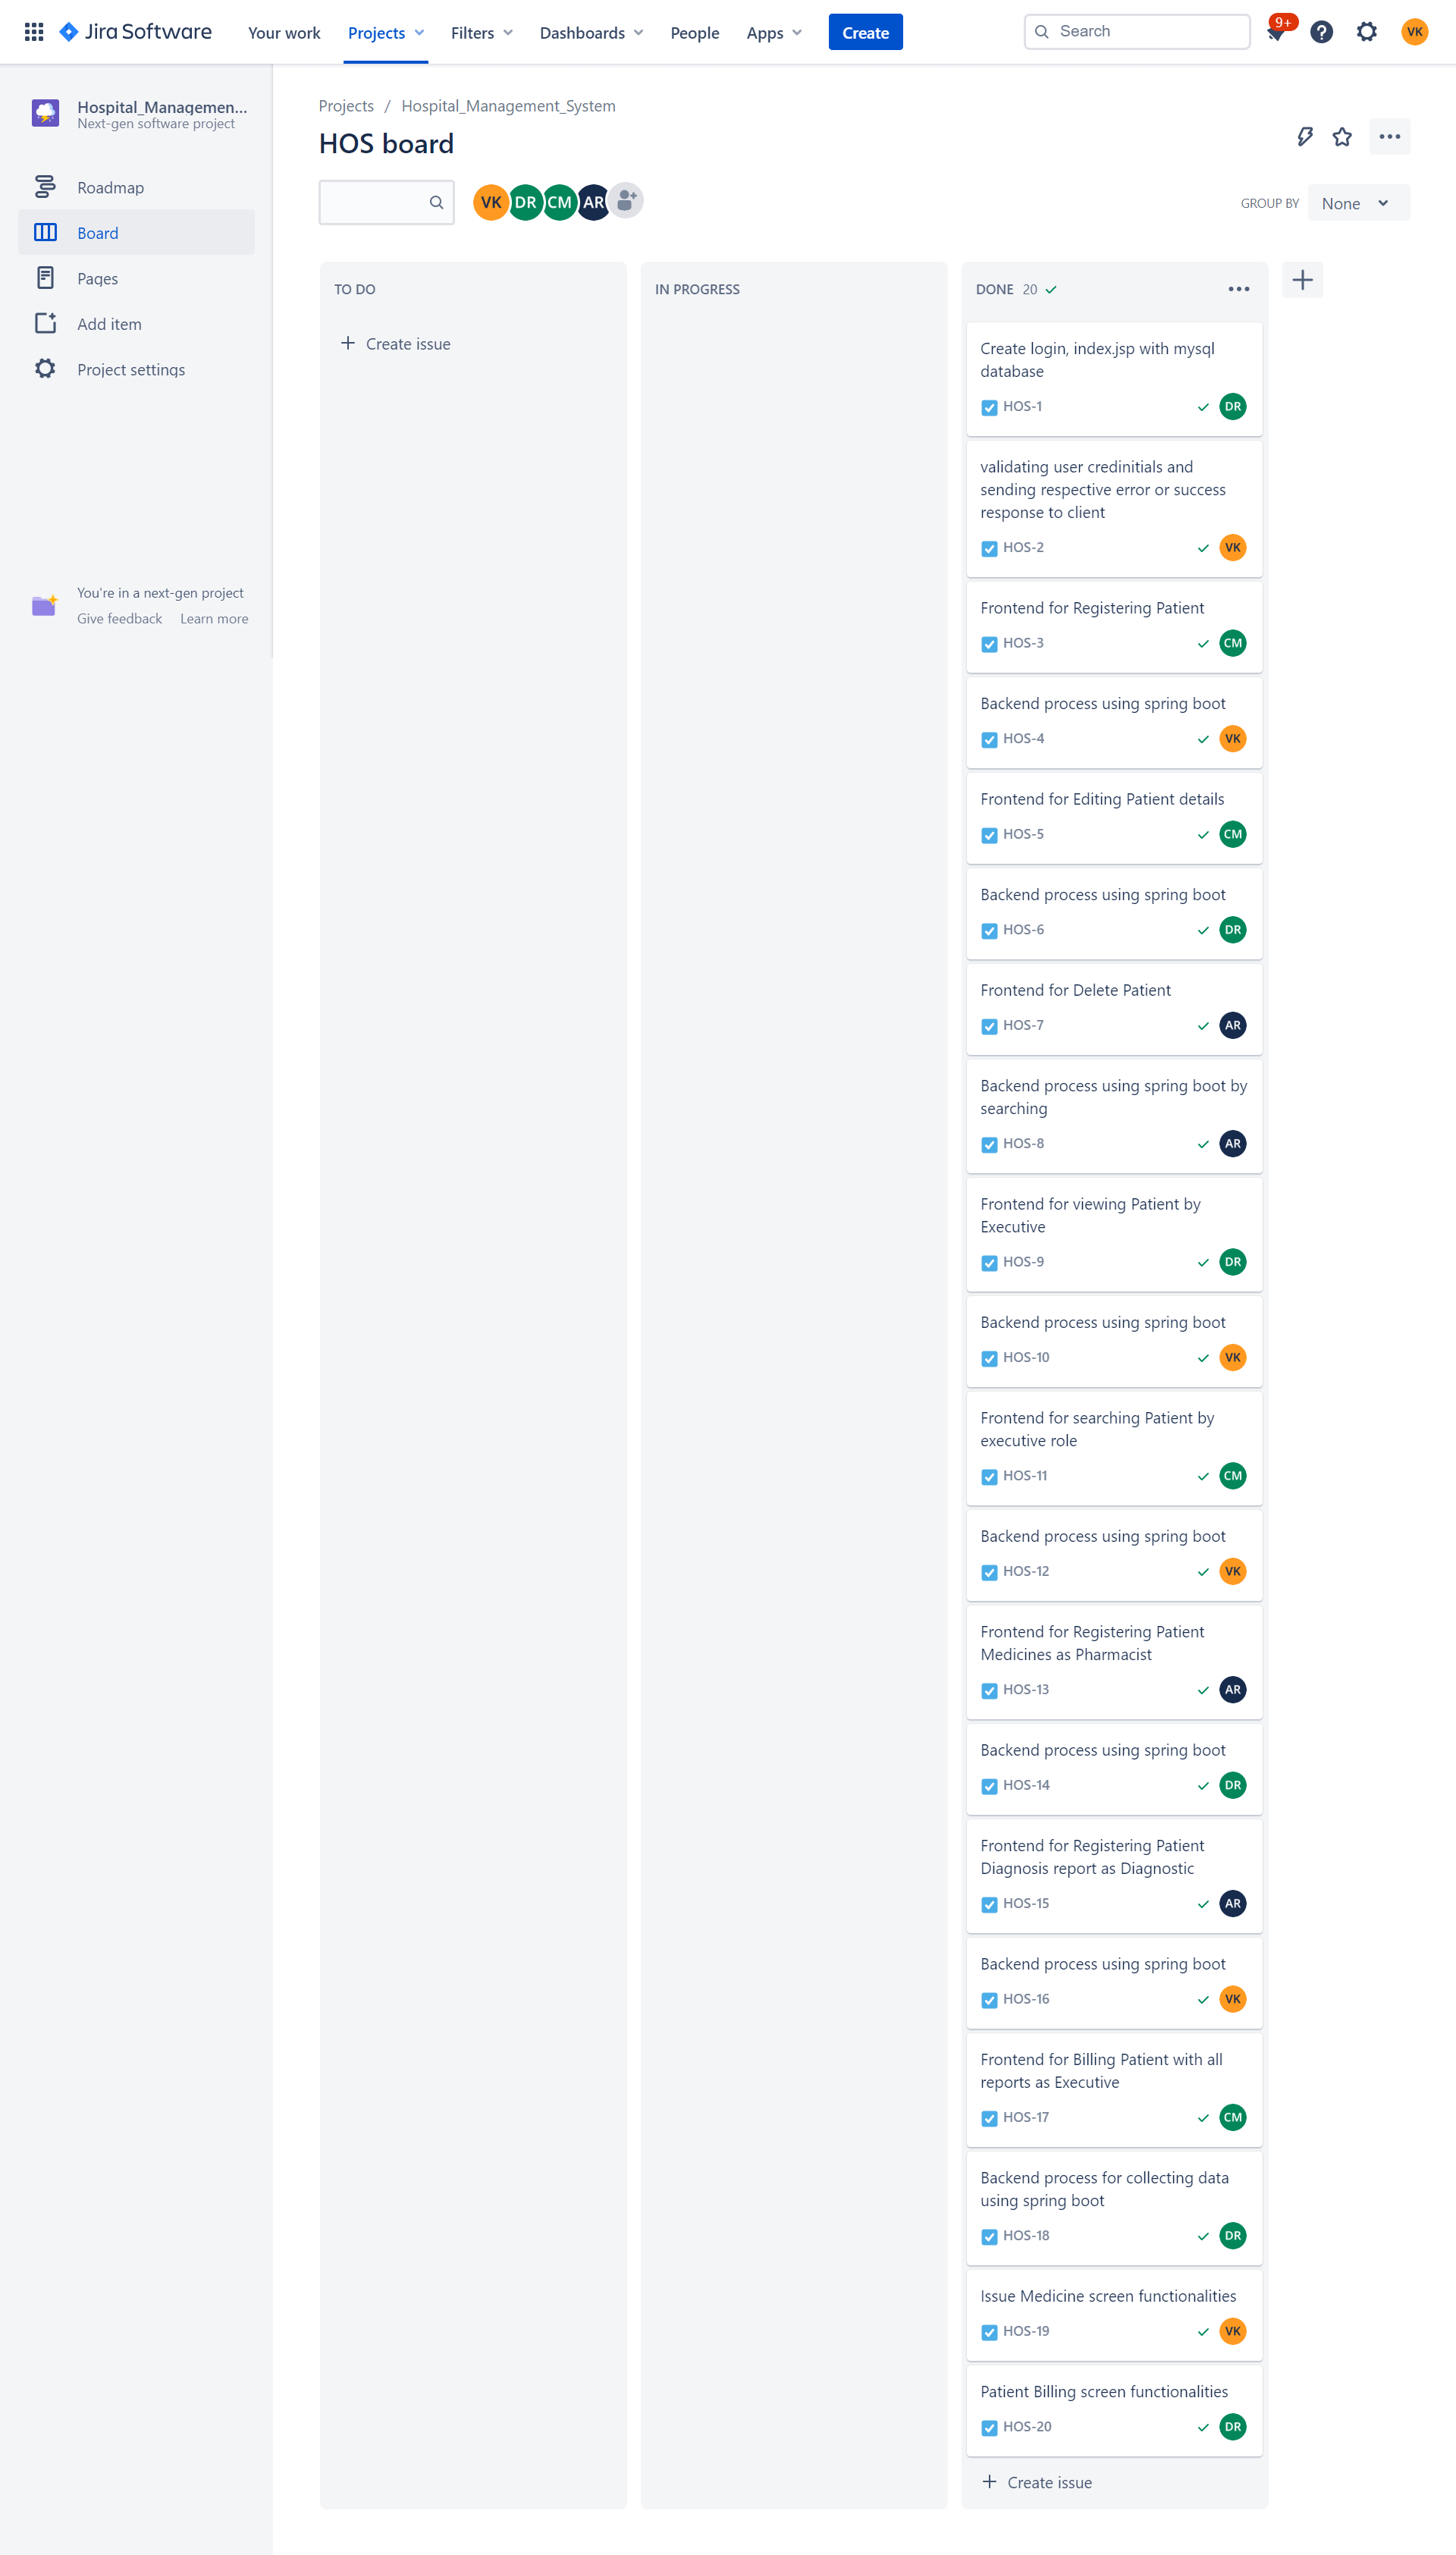 Jira Software
Your work
Projects
Filters
Dashboards
People
Apps
Create
Search
9+
VK
Hospital_Managemen...
Next-gen software project
Roadmap
Board
Pages
Add item
Project settings
You're in a next-gen project
Give feedback Learn more
Projects / Hospital_Management_System
HOS board
VK DR CM AR
GROUP BY None
TO DO
Create issue
IN PROGRESS
DONE 20
Create login, index.jsp with mysql
database
HOS-1 DR
validating user credinitials and
sending respective error or success
response to client
HOS-2 VK
Frontend for Registering Patient
HOS-3 CM
Backend process using spring boot
HOS-4 VK
Frontend for Editing Patient details
HOS-5 CM
Backend process using spring boot
HOS-6 DR
Frontend for Delete Patient
HOS-7 AR
Backend process using spring boot by
searching
HOS-8 AR
Frontend for viewing Patient by
Executive
HOS-9 DR
Backend process using spring boot
HOS-10 VK
Frontend for searching Patient by
executive role
HOS-11 CM
Backend process using spring boot
HOS-12 VK
Frontend for Registering Patient
Medicines as Pharmacist
HOS-13 AR
Backend process using spring boot
HOS-14 DR
Frontend for Registering Patient
Diagnosis report as Diagnostic
HOS-15 AR
Backend process using spring boot
HOS-16 VK
Frontend for Billing Patient with all
reports as Executive
HOS-17 CM
Backend process for collecting data
using spring boot
HOS-18 DR
Issue Medicine screen functionalities
HOS-19 VK
Patient Billing screen functionalities
HOS-20 DR
Create issue